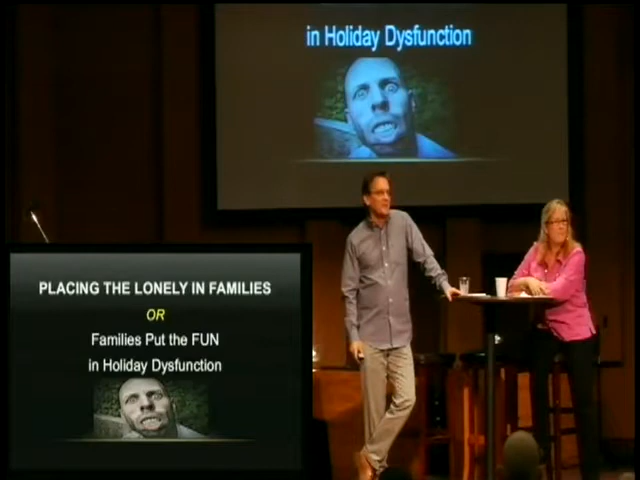 in Holiday Dysfunction
PLACING THE LONELY IN FAMILIES
OR
Families Put the FUN
in Holiday Dysfunction